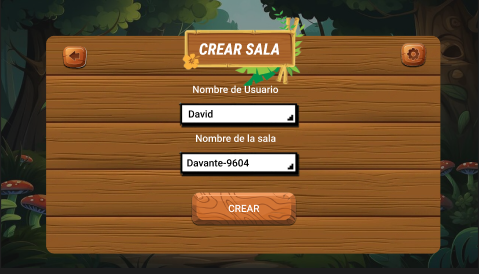 CREAR SALA
Nombre de Usuario
David
Nombre de la sala
Davante-9604
CREAR